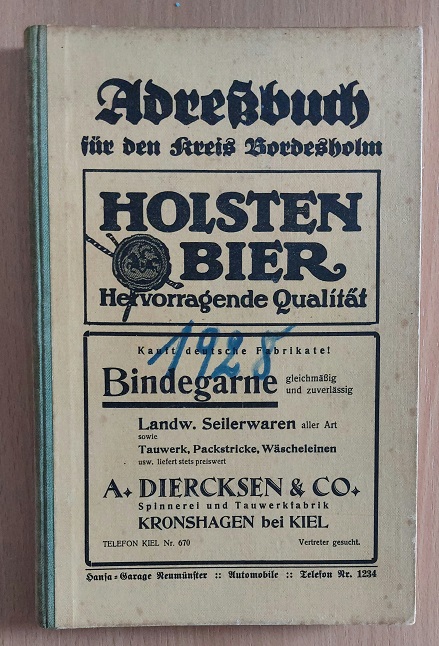 Adreßbuch
für den Kreis Bordesholm
HOLSTEN
BIER
Hervorragende Qualität
1928
Kauft deutsche Fabrikate!
Bindegarne gleichmäßig
und zuverlässig
Landw. Seilerwaren aller Art
sowie
Tauwerk, Packstricke, Wäscheleinen
usw. liefert stets preiswert
A. DIERCKSEN & CO.
Spinnerei und Tauwerkfabrik
KRONSHAGEN bei KIEL
TELEFON KIEL Nr. 670 Vertreter gesucht.
Hansa-Garage Neumünster :: Automobile :: Telefon Nr. 1234